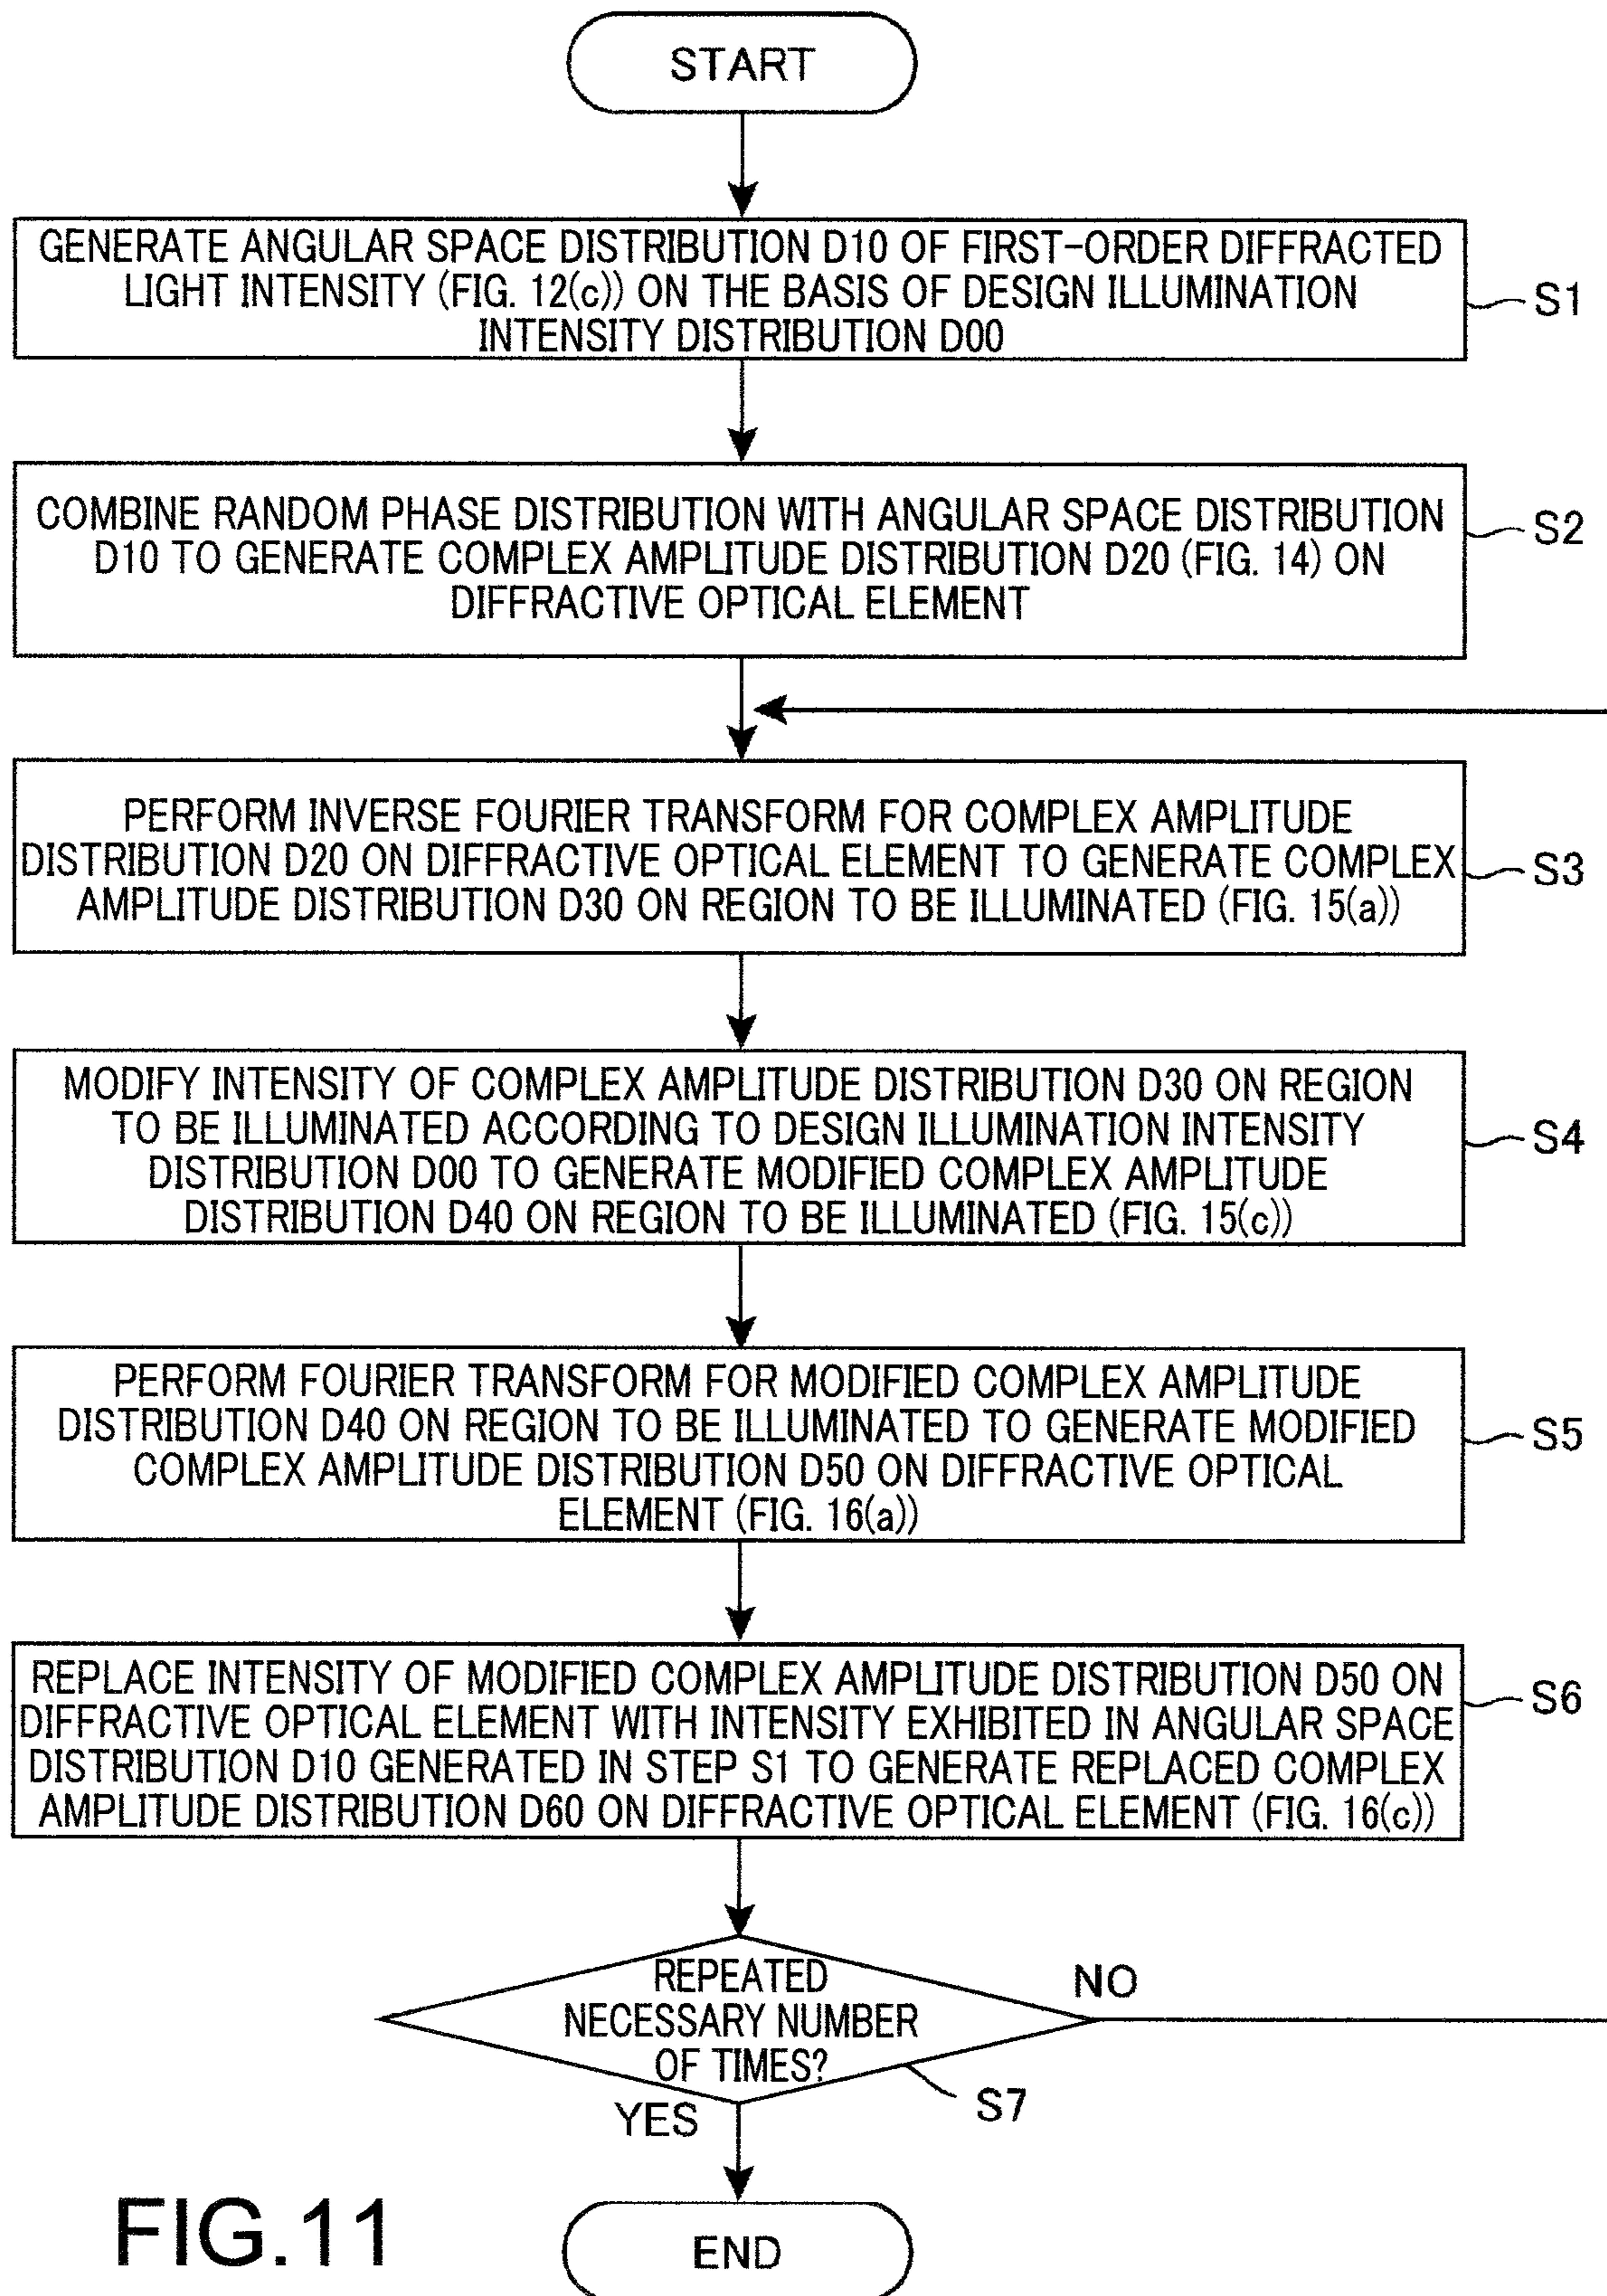 START
GENERATE ANGULAR SPACE DISTRIBUTION D10 OF FIRST-ORDER DIFFRACTED
LIGHT INTENSITY (FIG. 12(c)) ON THE BASIS OF DESIGN ILLUMINATION
INTENSITY DISTRIBUTION D00
S1
COMBINE RANDOM PHASE DISTRIBUTION WITH ANGULAR SPACE DISTRIBUTION
D10 TO GENERATE COMPLEX AMPLITUDE DISTRIBUTION D20 (FIG. 14) ON
DIFFRACTIVE OPTICAL ELEMENT
S2
PERFORM INVERSE FOURIER TRANSFORM FOR COMPLEX AMPLITUDE
DISTRIBUTION D20 ON DIFFRACTIVE OPTICAL ELEMENT TO GENERATE COMPLEX
AMPLITUDE DISTRIBUTION D30 ON REGION TO BE ILLUMINATED (FIG. 15(a))
S3
MODIFY INTENSITY OF COMPLEX AMPLITUDE DISTRIBUTION D30 ON REGION
TO BE ILLUMINATED ACCORDING TO DESIGN ILLUMINATION INTENSITY
DISTRIBUTION D00 TO GENERATE MODIFIED COMPLEX AMPLITUDE
DISTRIBUTION D40 ON REGION TO BE ILLUMINATED (FIG. 15(c))
S4
PERFORM FOURIER TRANSFORM FOR MODIFIED COMPLEX AMPLITUDE
DISTRIBUTION D40 ON REGION TO BE ILLUMINATED TO GENERATE MODIFIED
COMPLEX AMPLITUDE DISTRIBUTION D50 ON DIFFRACTIVE OPTICAL
ELEMENT (FIG. 16(a))
S5
REPLACE INTENSITY OF MODIFIED COMPLEX AMPLITUDE DISTRIBUTION D50 ON
DIFFRACTIVE OPTICAL ELEMENT WITH INTENSITY EXHIBITED IN ANGULAR SPACE
DISTRIBUTION D10 GENERATED IN STEP S1 TO GENERATE REPLACED COMPLEX
AMPLITUDE DISTRIBUTION D60 ON DIFFRACTIVE OPTICAL ELEMENT (FIG. 16(c))
S6
REPEATED
NECESSARY NUMBER
OF TIMES?
NO
S7
YES
END
FIG.11